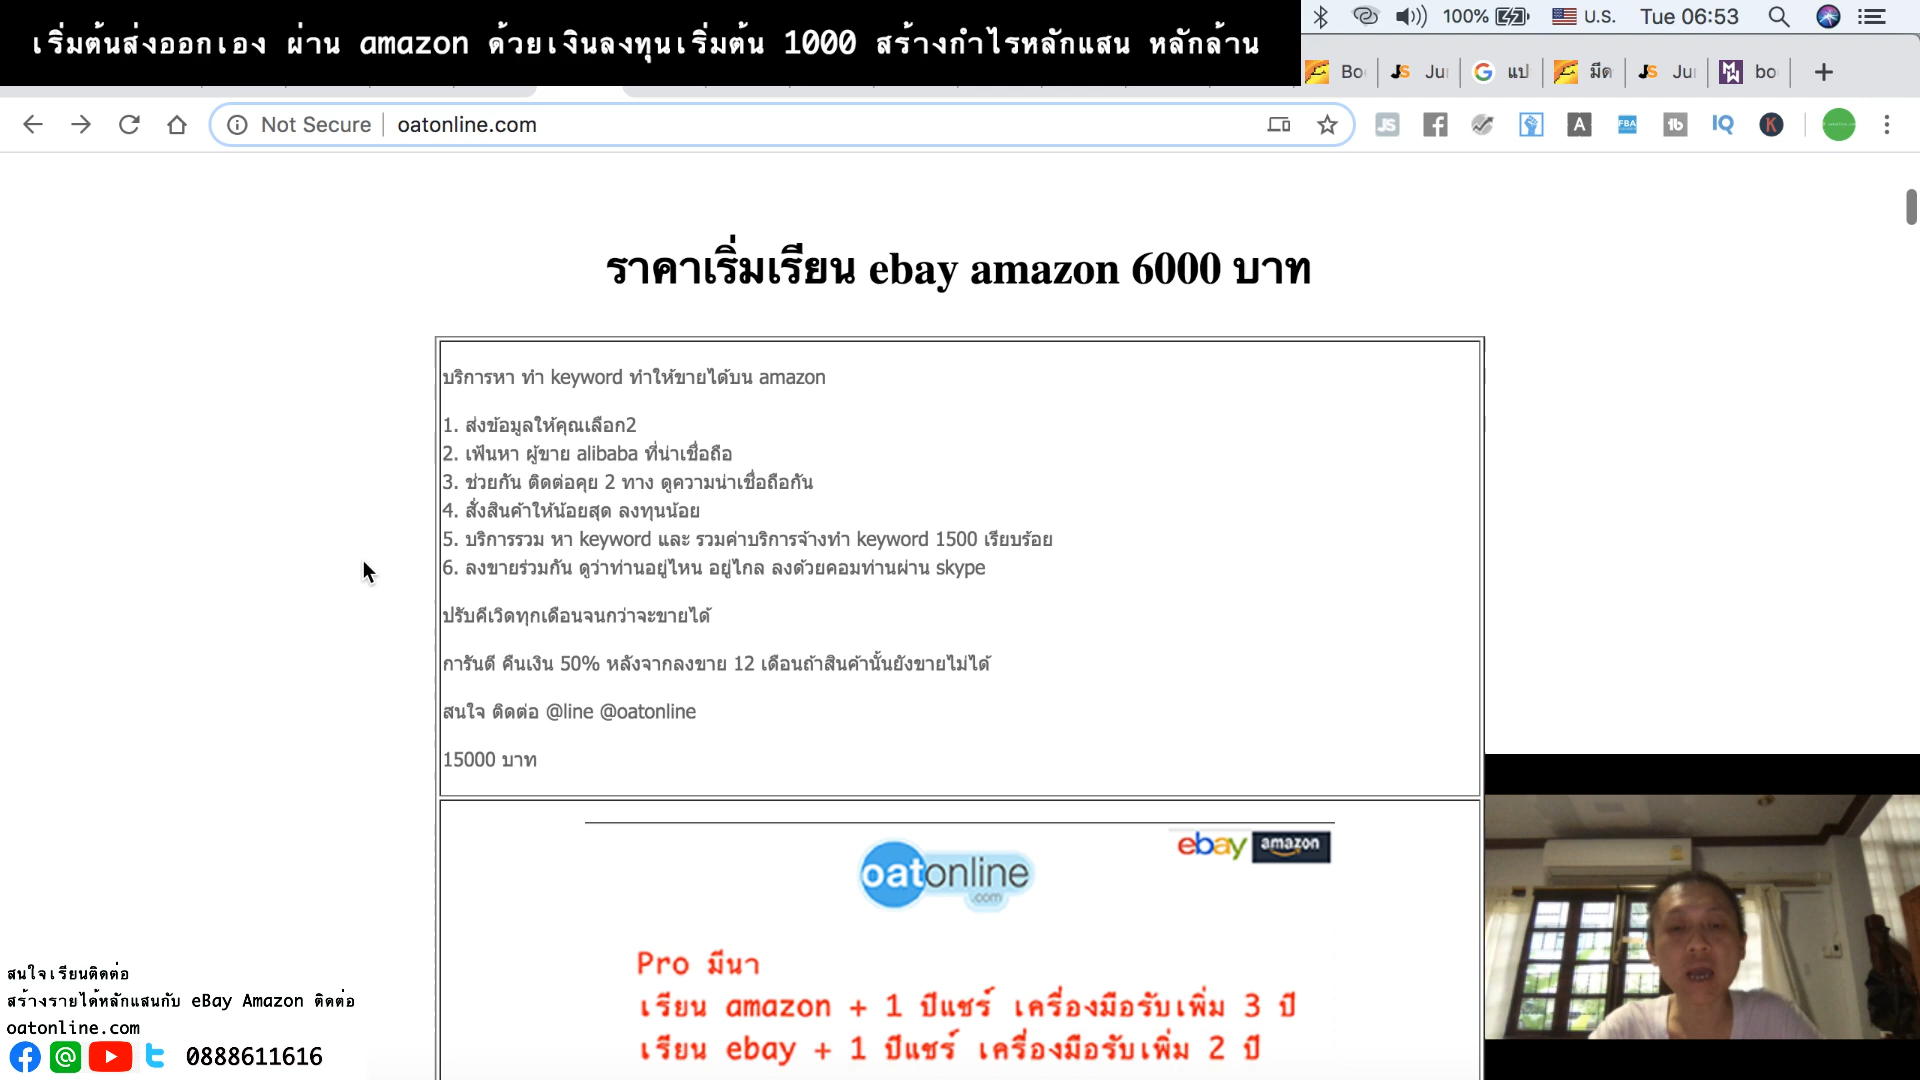 เริ่มต้นส่งออกเอง ผ่าน amazon ด้วยเงินลงทุนเริ่มต้น 1000 สร้างกำไรหลักแสน หลักล้าน
100% U.S. Tue 06:53
Bo Ju แป มีด Ju bo
Not Secure oatonline.com
ราคาเริ่มเรียน ebay amazon 6000 บาท
บริการหา ทำ keyword ทำให้ขายได้บน amazon
1. ส่งข้อมูลให้คุณเลือก2
2. เฟ้นหา ผู้ขาย alibaba ที่น่าเชื่อถือ
3. ช่วยกัน ติดต่อคุย 2 ทาง ดูความน่าเชื่อถือกัน
4. สั่งสินค้าให้น้อยสุด ลงทุนน้อย
5. บริการรวม หา keyword และ รวมค่าบริการจ้างทำ keyword 1500 เรียบร้อย
6. ลงขายร่วมกัน ดูว่าท่านอยู่ไหน อยู่ไกล ลงด้วยคอมท่านผ่าน skype
ปรับคีเวิดทุกเดือนจนกว่าจะขายได้
การันตี คืนเงิน 50% หลังจากลงขาย 12 เดือนถ้าสินค้านั้นยังขายไม่ได้
สนใจ ติดต่อ @line @oatonline
15000 บาท
ebay amazon
oatonline
.com
Pro มีนา
เรียน amazon + 1 ปีแชร์ เครื่องมือรับเพิ่ม 3 ปี
เรียน ebay + 1 ปีแชร์ เครื่องมือรับเพิ่ม 2 ปี
สนใจเรียนติดต่อ
สร้างรายได้หลักแสนกับ eBay Amazon ติดต่อ
oatonline.com
0888611616